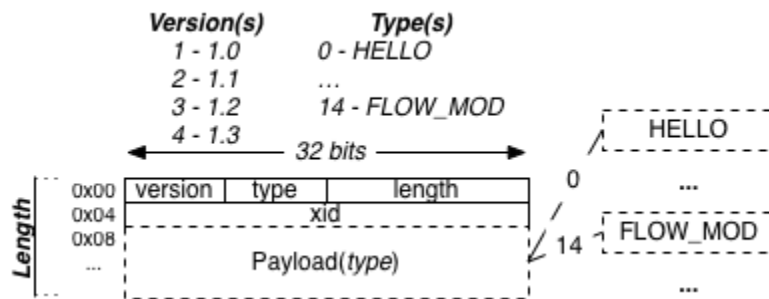 Version(s) Type(s)
1 - 1.0 0 - HELLO
2 - 1.1 ...
3 - 1.2 14 - FLOW_MOD
4 - 1.3
32 bits
HELLO
0
...
Length
0x00 version type length
0x04 xid
0x08
... Payload(type)
14
FLOW_MOD
...